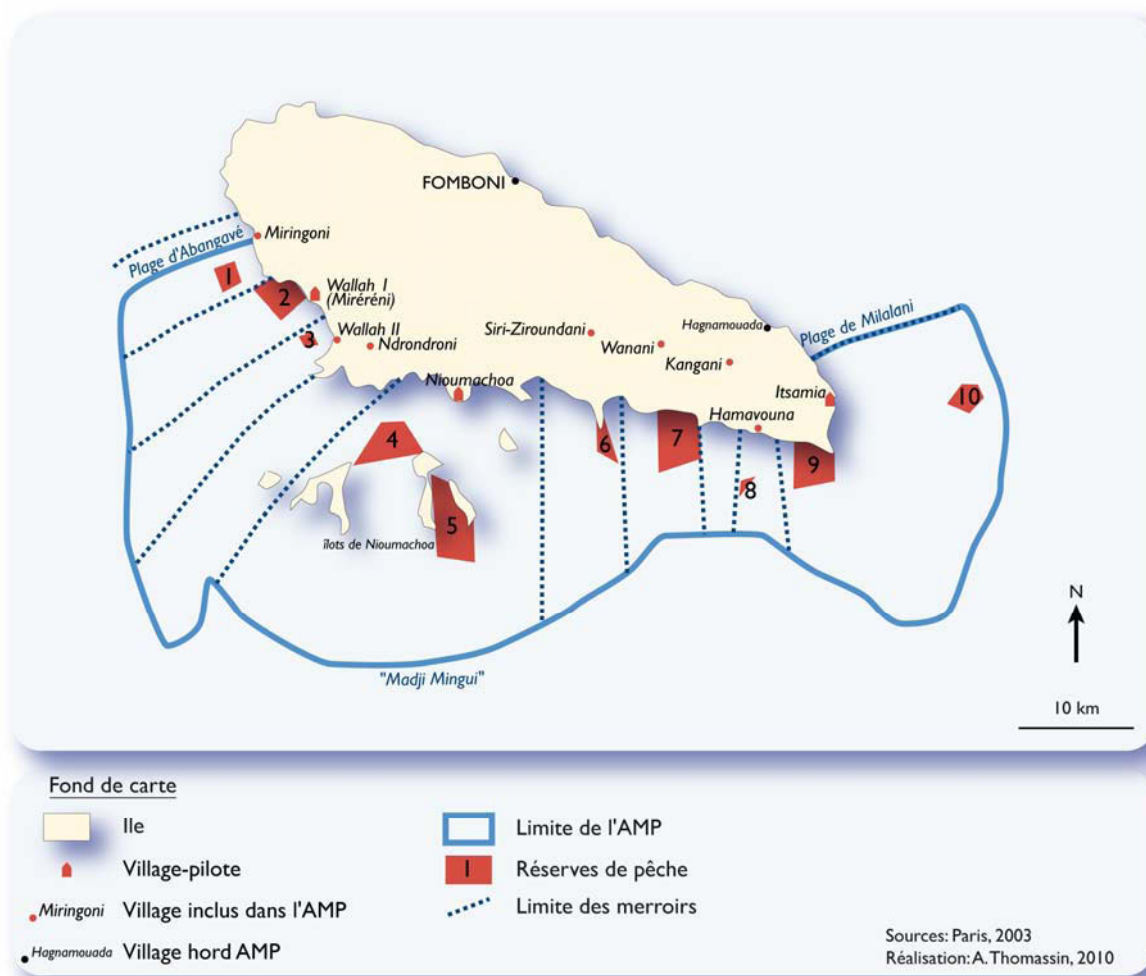 FOMBONI
Plage d'Abangavé
Miringoni
1
2
Wallah I
(Miréréni)
3
Wallah II
Ndrondroni
Siri-Ziroundani
Wanani
Kangani
Hagnamouada
Plage de Milalani
Nioumachoa
Itsamia
Hamavouna
10
4
6
7
5
8
9
îlots de Nioumachoa
"Madji Mingui"
N
10 km
Fond de carte
Ile
Village-pilote
Miringoni Village inclus dans l'AMP
Hagnamouada Village hord AMP
Limite de l'AMP
1 Réserves de pêche
Limite des merroirs
Sources: Paris, 2003
Réalisation: A. Thomassin, 2010